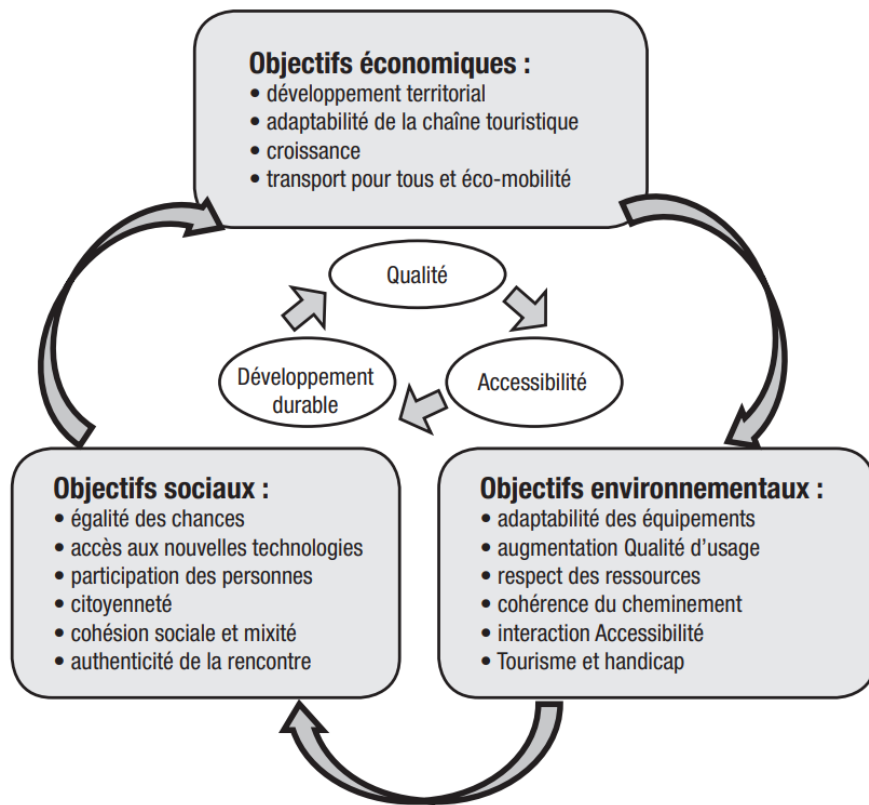 Objectifs économiques :
• développement territorial
• adaptabilité de la chaîne touristique
• croissance
• transport pour tous et éco-mobilité
Qualité
Développement
durable
Accessibilité
Objectifs sociaux :
• égalité des chances
• accès aux nouvelles technologies
• participation des personnes
• citoyenneté
• cohésion sociale et mixité
• authenticité de la rencontre
Objectifs environnementaux :
• adaptabilité des équipements
• augmentation Qualité d’usage
• respect des ressources
• cohérence du cheminement
• interaction Accessibilité
• Tourisme et handicap